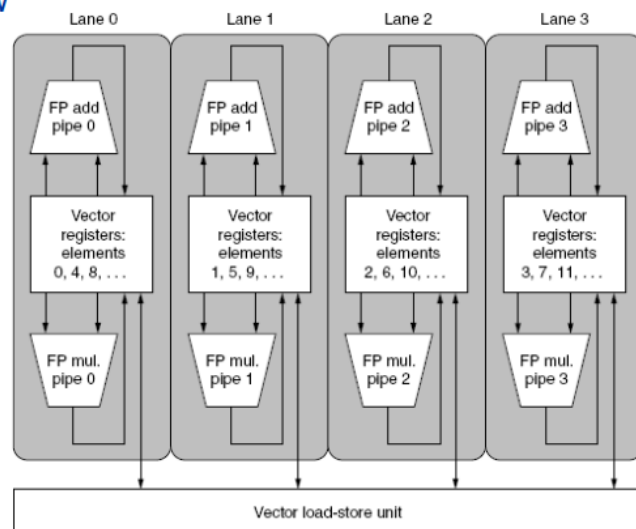 Lane 0
Lane 1
Lane 2
Lane 3
FP add
pipe 0
FP add
pipe 1
FP add
pipe 2
FP add
pipe 3
Vector
registers:
elements
0, 4, 8, . . .
Vector
registers:
elements
1, 5, 9, . . .
Vector
registers:
elements
2, 6, 10, . . .
Vector
registers:
elements
3, 7, 11, . . .
FP mul.
pipe 0
FP mul.
pipe 1
FP mul.
pipe 2
FP mul.
pipe 3
Vector load-store unit